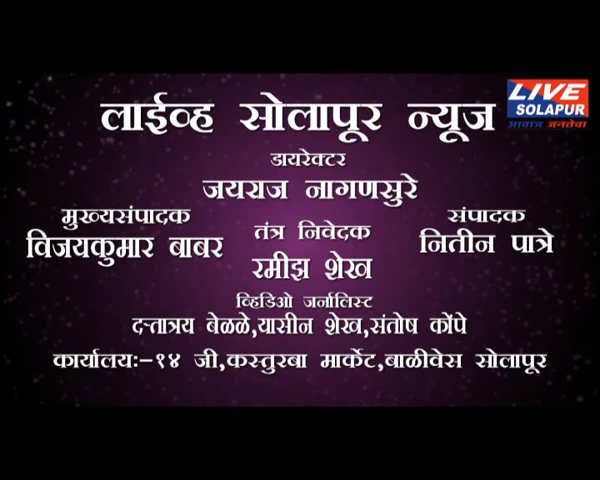 लाईव्ह सोलापूर न्यूज
LIVE
SOLAPUR
आवाज जनतेचा
डायरेक्टर
जयराज नागणसुरे
मुख्यसंपादक
विजयकुमार बाबर
तंत्र निवेदक
रमीझ शेख
संपादक
नितीन पात्रे
व्हिडिओ जर्नालिस्ट
दत्तात्रय बेळळे,यासीन शेख,संतोष कोंपे
कार्यालयः-१४ जी,कस्तुरबा मार्केट,बाळीवेस सोलापूर